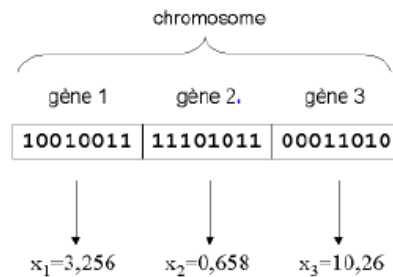 chromosome
gène 1 gène 2. gène 3
10010011 11101011 00011010
x₁=3,256 x₂=0,658 x₃=10,26